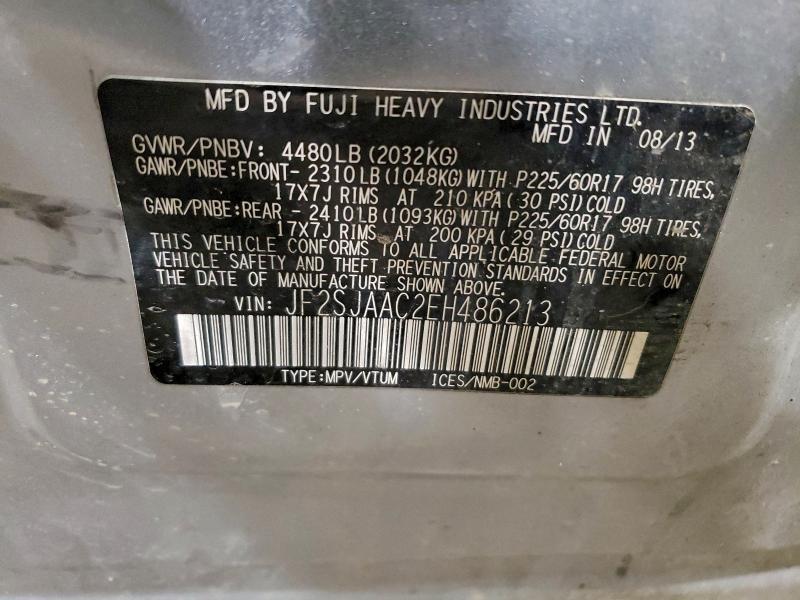 MFD BY FUJI HEAVY INDUSTRIES LTD.
MFD IN 08/13
GVWR/PNBV: 4480LB (2032KG)
GAWR/PNBE:FRONT- 2310LB (1048KG) WITH P225/60R17 98H TIRES,
17X7J RIMS AT 210 KPA ( 30 PSI) COLD
GAWR/PNBE:REAR - 2410LB (1093KG) WITH P225/60R17 98H TIRES,
17X7J RIMS AT 200 KPA ( 29 PSI) COLD
THIS VEHICLE CONFORMS TO ALL APPLICABLE FEDERAL MOTOR
VEHICLE SAFETY AND THEFT PREVENTION STANDARDS IN EFFECT ON
THE DATE OF MANUFACTURE SHOWN ABOVE.
VIN: JF2SJAAC2EH486213
TYPE:MPV/VTUM ICES/NMB-002